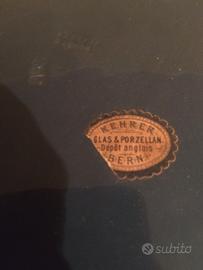 KEHRER
GLAS & PORZELLAN
Dépôt anglais
BERN
subito